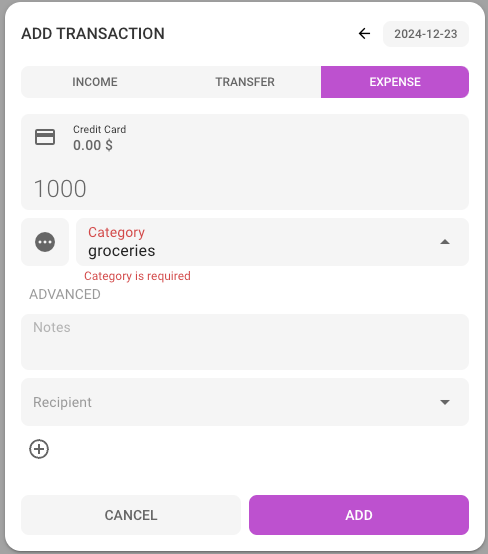 ADD TRANSACTION
2024-12-23
INCOME
TRANSFER
EXPENSE
Credit Card
0.00 $
1000
Category
groceries
Category is required
ADVANCED
Notes
Recipient
CANCEL
ADD